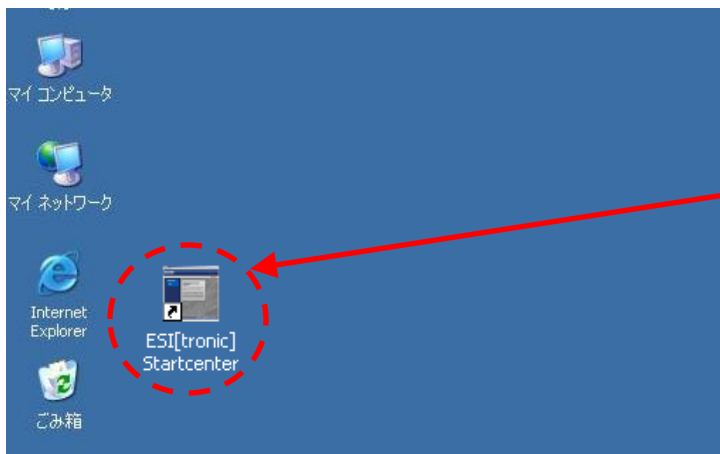 マイ コンピュータ
マイ ネットワーク
Internet
Explorer
ESI[tronic]
Startcenter
ごみ箱